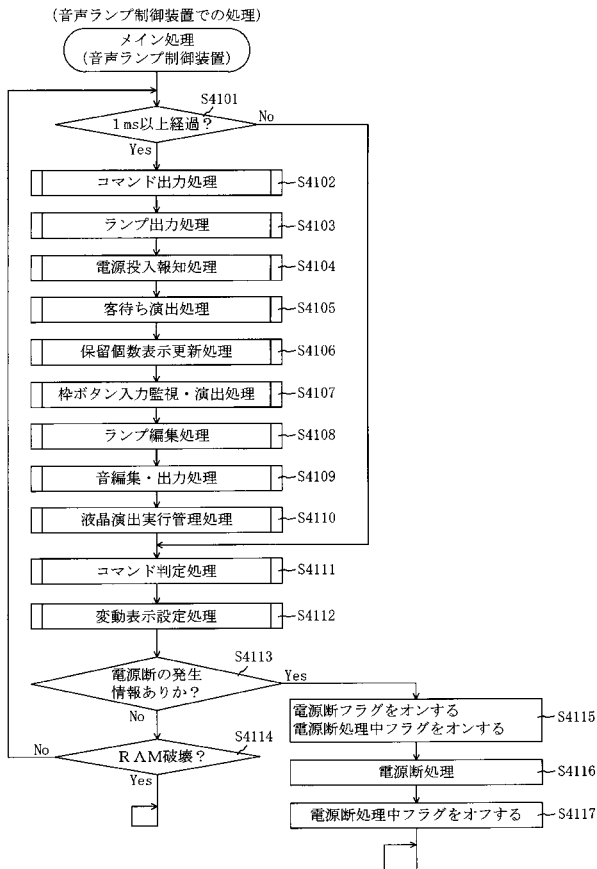 (音声ランプ制御装置での処理)
メイン処理
(音声ランプ制御装置)
S4101
1ms以上経過?
No
Yes
コマンド出力処理
S4102
ランプ出力処理
S4103
電源投入報知処理
S4104
客待ち演出処理
S4105
保留個数表示更新処理
S4106
枠ボタン入力監視・演出処理
S4107
ランプ編集処理
S4108
音編集・出力処理
S4109
液晶演出実行管理処理
S4110
コマンド判定処理
S4111
変動表示設定処理
S4112
S4113
電源断の発生
情報ありか?
Yes
No
電源断フラグをオンする
電源断処理中フラグをオンする
S4115
S4114
RAM破壊?
No
Yes
電源断処理
S4116
電源断処理中フラグをオフする
S4117